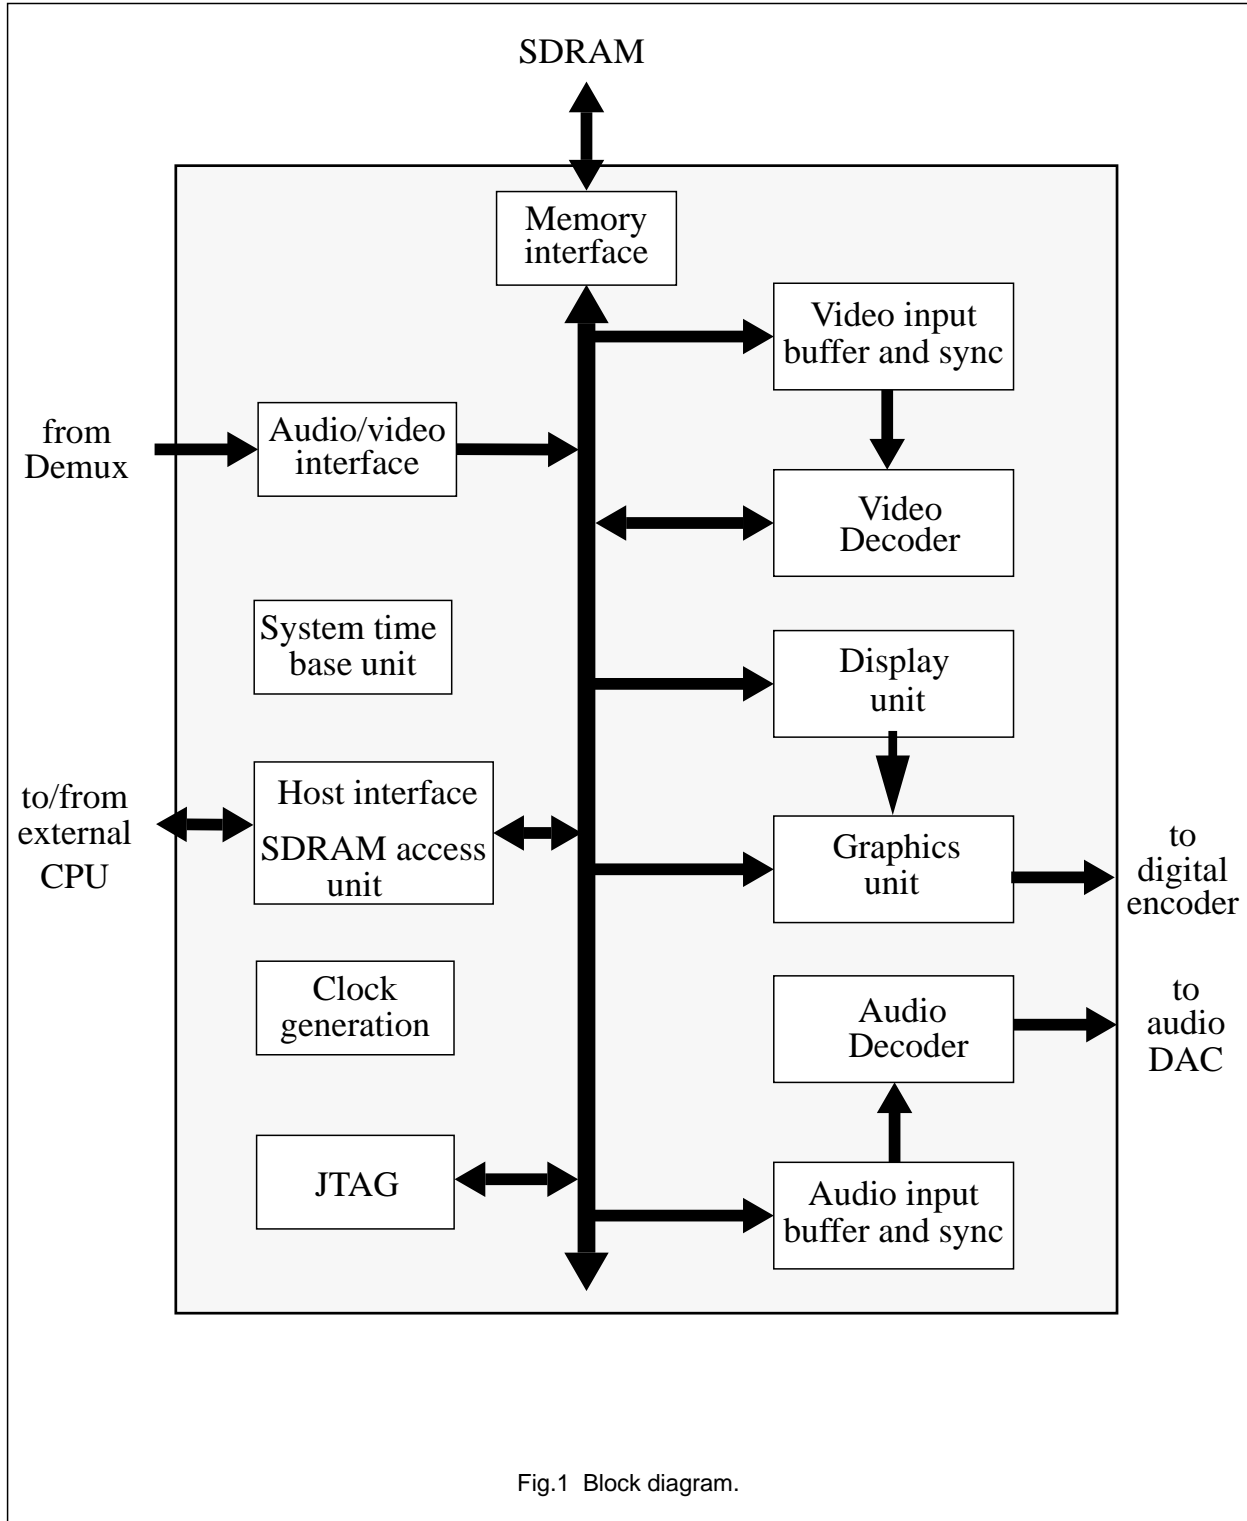 SDRAM
Memory
interface
Video input
buffer and sync
from
Demux
Audio/video
interface
Video
Decoder
System time
base unit
Display
unit
to/from
external
CPU
Host interface
SDRAM access
unit
Graphics
unit
to
digital
encoder
Clock
generation
Audio
Decoder
to
audio
DAC
JTAG
Audio input
buffer and sync
Fig.1 Block diagram.